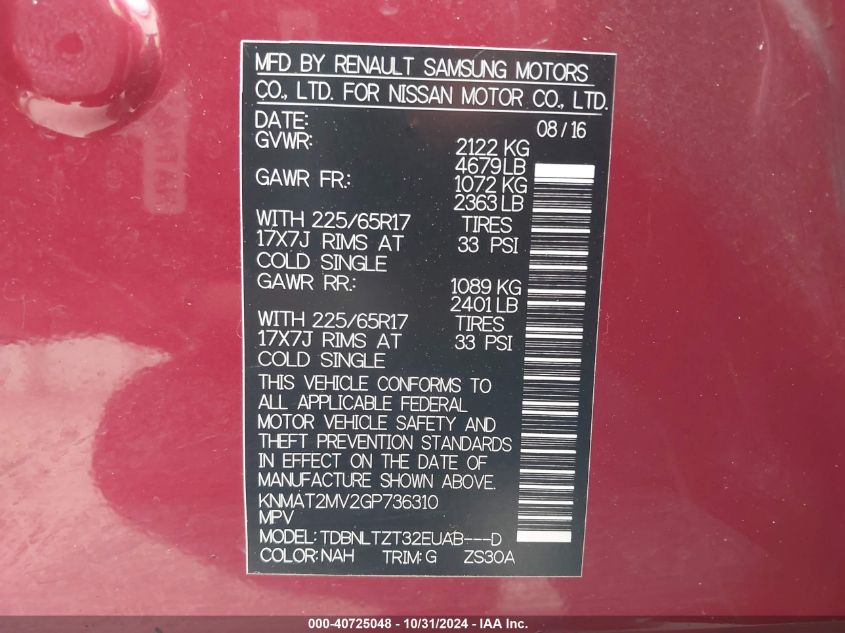 MFD BY RENAULT SAMSUNG MOTORS
CO., LTD. FOR NISSAN MOTOR CO., LTD.
DATE: 08/16
GVWR: 2122 KG
4679LB
GAWR FR.: 1072 KG
2363 LB
WITH 225/65R17 TIRES
17X7J RIMS AT 33 PSI
COLD SINGLE
GAWR RR.: 1089 KG
2401 LB
WITH 225/65R17 TIRES
17X7J RIMS AT 33 PSI
COLD SINGLE
THIS VEHICLE CONFORMS TO
ALL APPLICABLE FEDERAL
MOTOR VEHICLE SAFETY AND
THEFT PREVENTION STANDARDS
IN EFFECT ON THE DATE OF
MANUFACTURE SHOWN ABOVE.
KNMAT2MV2GP736310
MPV
MODEL: TDBNLTZT32EUAB---D
COLOR: NAH TRIM: G ZS30A
000-40725048 - 10/31/2024 - IAA Inc.